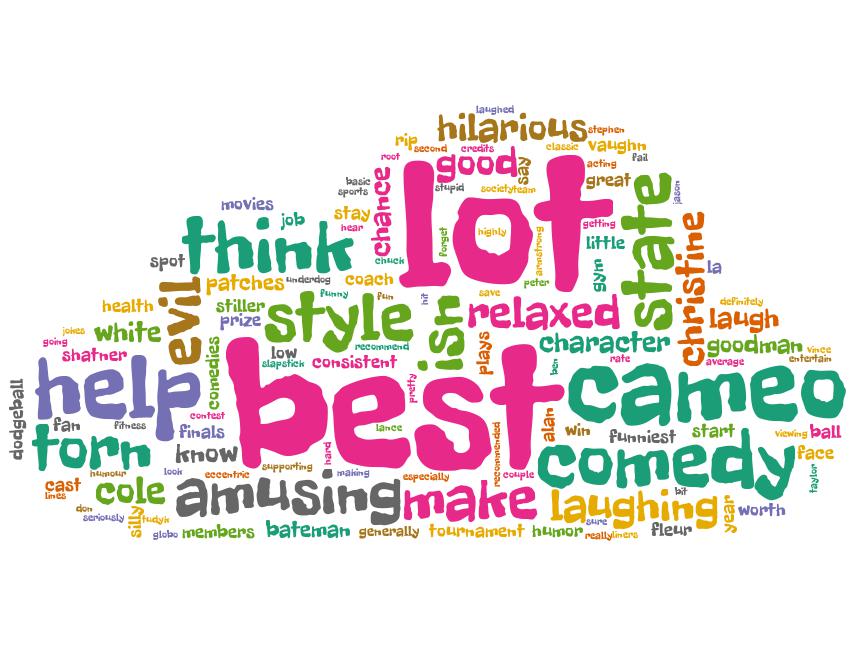 laughed
hilarious
stephen
rip
second
credits
classic
vaughn
root
good
say
acting
fail
basic
sports
chance
stupid
societyteam
great
state
jason
movies
job
stay
hear
lot
forget
highly
armstrong
getting
little
think
chuck
spot
patches
underdog
coach
peter
gym
christine
la
health
evil
stiller
funny
fun
hit
save
definitely
jokes
white
prize
style
isn
relaxed
laugh
going
shatner
comedies
low
recommend
slapstick
consistent
plays
character
goodman
vince
rate
average
entertain
dodgeball
help
best
pretty
ben
cameo
contest
fan
fitness
finals
lance
alan
win
funniest
start
viewing
ball
torn
know
hard
recommended
comedy
face
humour
look
eccentric
supporting
making
especially
couple
taylor
cast
lines
cole
amusing
make
laughing
bit
year
worth
don
seriously
silly
tudyk
sure
globo
members
bateman
generally
tournament
humor
really
liners
fleur